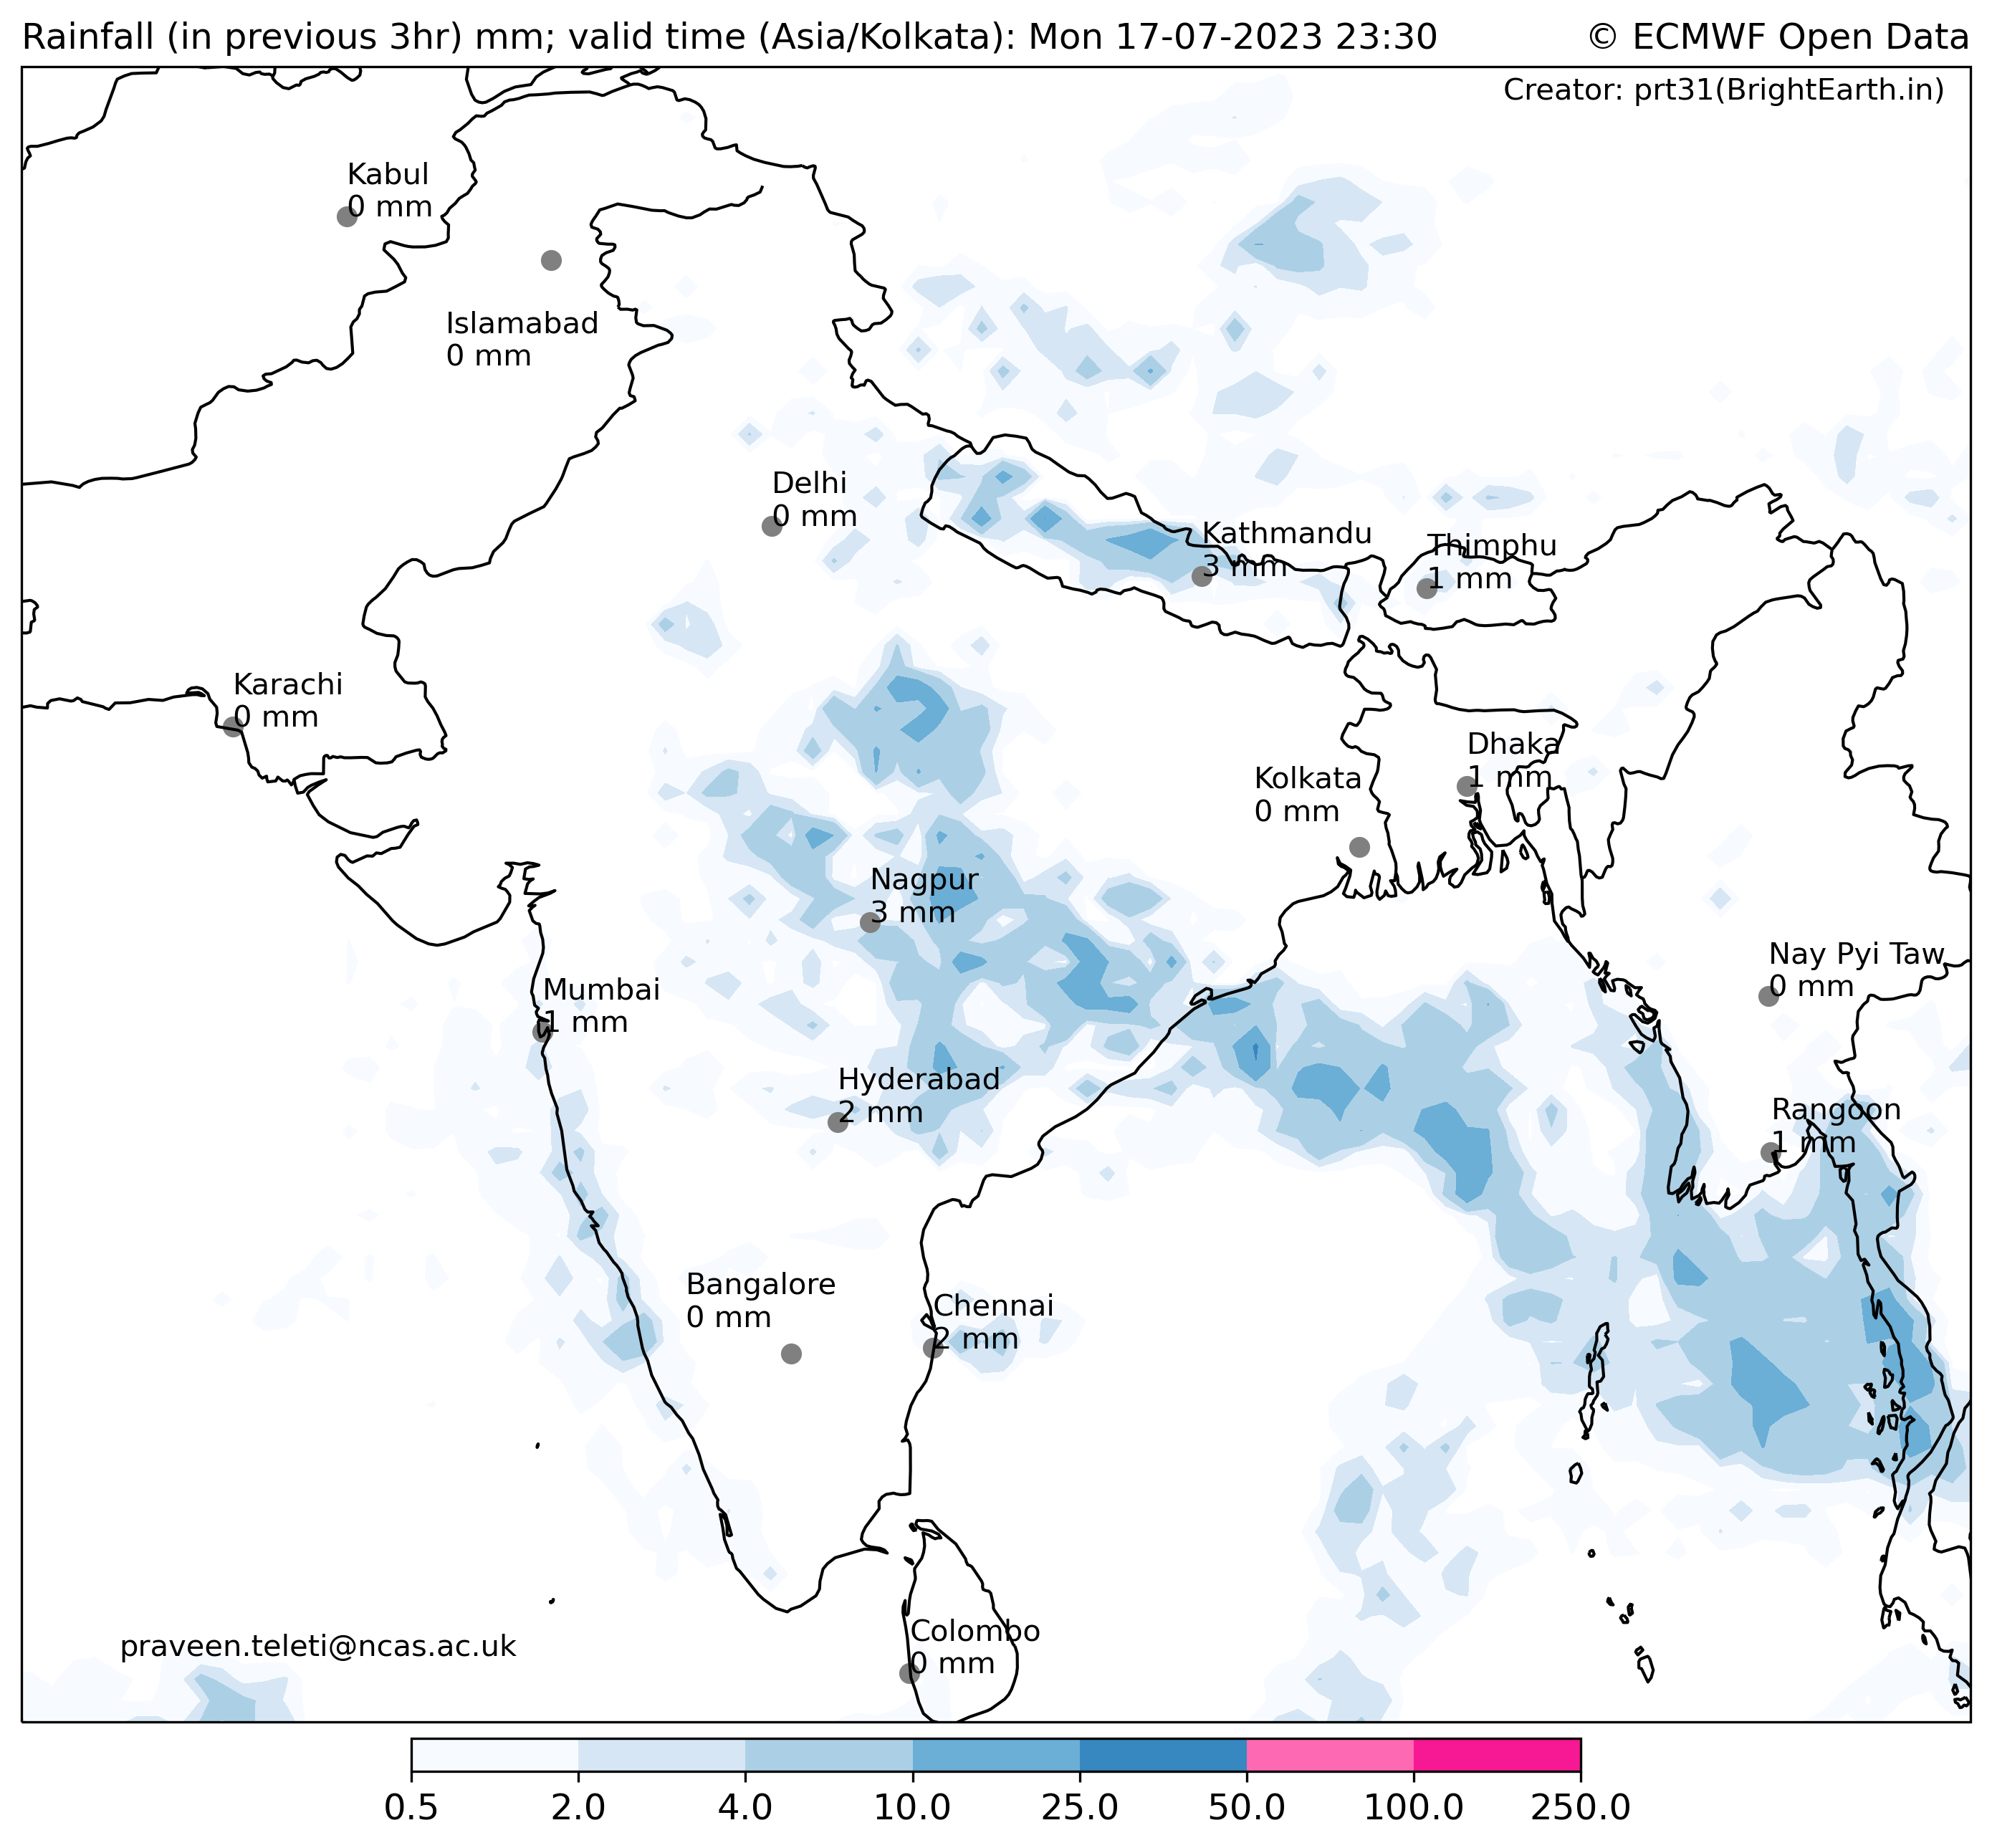 Rainfall (in previous 3hr) mm; valid time (Asia/Kolkata): Mon 17-07-2023 23:30
© ECMWF Open Data
Creator: prt31(BrightEarth.in)
Kabul
0 mm
Islamabad
0 mm
Delhi
0 mm
Kathmandu
3 mm
Thimphu
1 mm
Karachi
0 mm
Dhaka
1 mm
Kolkata
0 mm
Nagpur
3 mm
Nay Pyi Taw
0 mm
Mumbai
1 mm
Hyderabad
2 mm
Rangoon
1 mm
Bangalore
0 mm
Chennai
2 mm
Colombo
0 mm
praveen.teleti@ncas.ac.uk
0.5 2.0 4.0 10.0 25.0 50.0 100.0 250.0